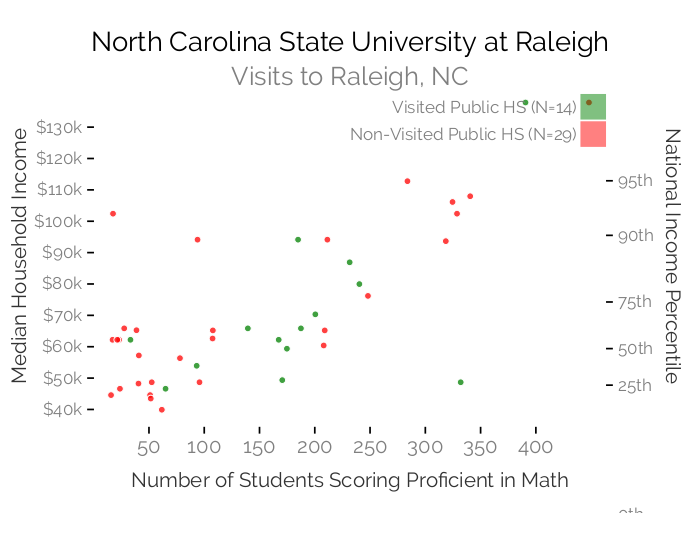 North Carolina State University at Raleigh
Visits to Raleigh, NC
Visited Public HS (N=14)
Non-Visited Public HS (N=29)
Median Household Income
$130k
$120k
$110k
$100k
$90k
$80k
$70k
$60k
$50k
$40k
National Income Percentile
95th
90th
75th
50th
25th
50 100 150 200 250 300 350 400
Number of Students Scoring Proficient in Math